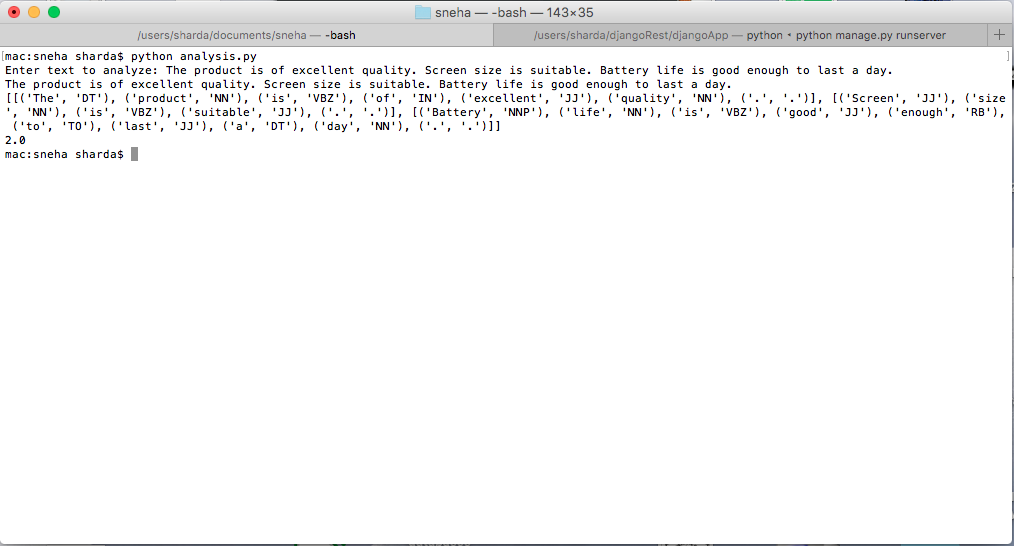 sneha — -bash — 143×35
/users/sharda/documents/sneha — -bash
/users/sharda/djangoRest/djangoApp — python • python manage.py runserver
+
[mac:sneha sharda$ python analysis.py ]
Enter text to analyze: The product is of excellent quality. Screen size is suitable. Battery life is good enough to last a day.
The product is of excellent quality. Screen size is suitable. Battery life is good enough to last a day.
[[('The', 'DT'), ('product', 'NN'), ('is', 'VBZ'), ('of', 'IN'), ('excellent', 'JJ'), ('quality', 'NN'), ('.', '.')], [('Screen', 'JJ'), ('size
', 'NN'), ('is', 'VBZ'), ('suitable', 'JJ'), ('.', '.')], [('Battery', 'NNP'), ('life', 'NN'), ('is', 'VBZ'), ('good', 'JJ'), ('enough', 'RB'),
('to', 'TO'), ('last', 'JJ'), ('a', 'DT'), ('day', 'NN'), ('.', '.')]]
2.0
mac:sneha sharda$